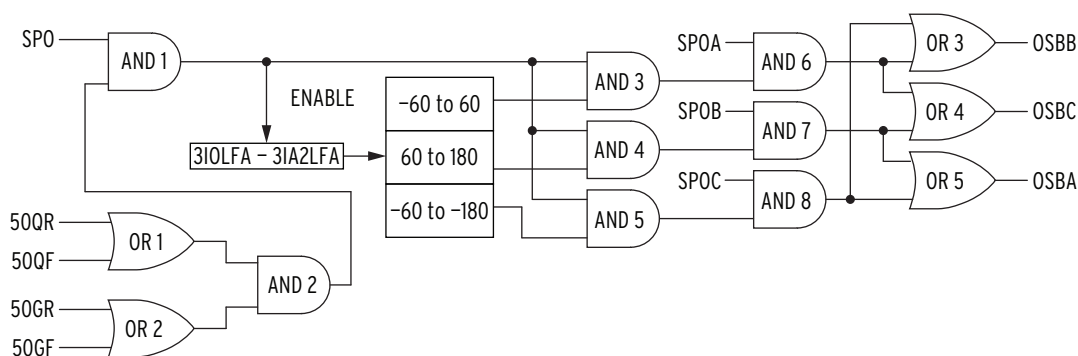 SPO
AND 1
ENABLE
3I0LFA – 3IA2LFA
–60 to 60
60 to 180
–60 to –180
AND 3
AND 4
AND 5
SPOA
AND 6
SPOB
AND 7
SPOC
AND 8
OR 3
OSBB
OR 4
OSBC
OR 5
OSBA
50QR
50QF
OR 1
AND 2
50GR
50GF
OR 2